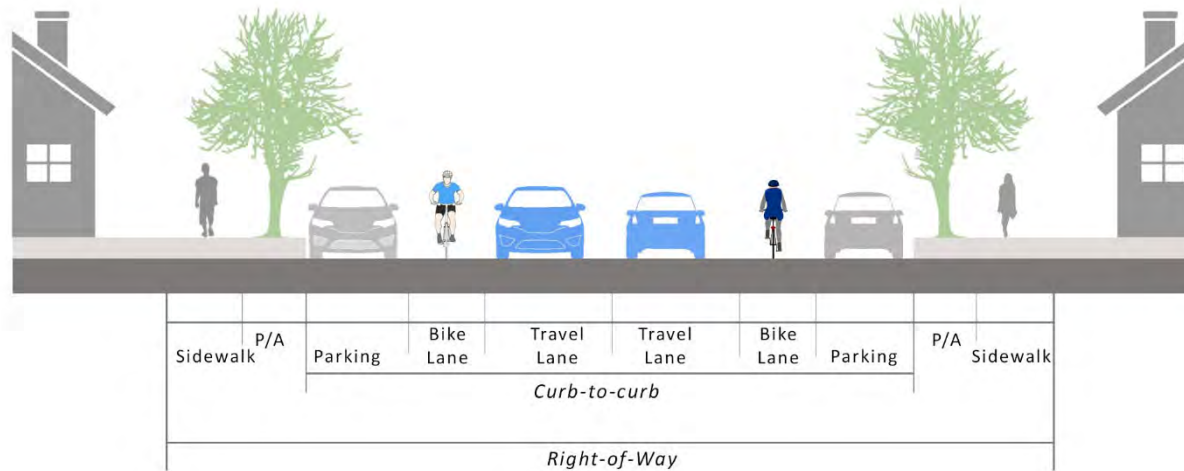 Sidewalk
P/A
Parking
Bike
Lane
Travel
Lane
Travel
Lane
Bike
Lane
Parking
P/A
Sidewalk
Curb-to-curb
Right-of-Way